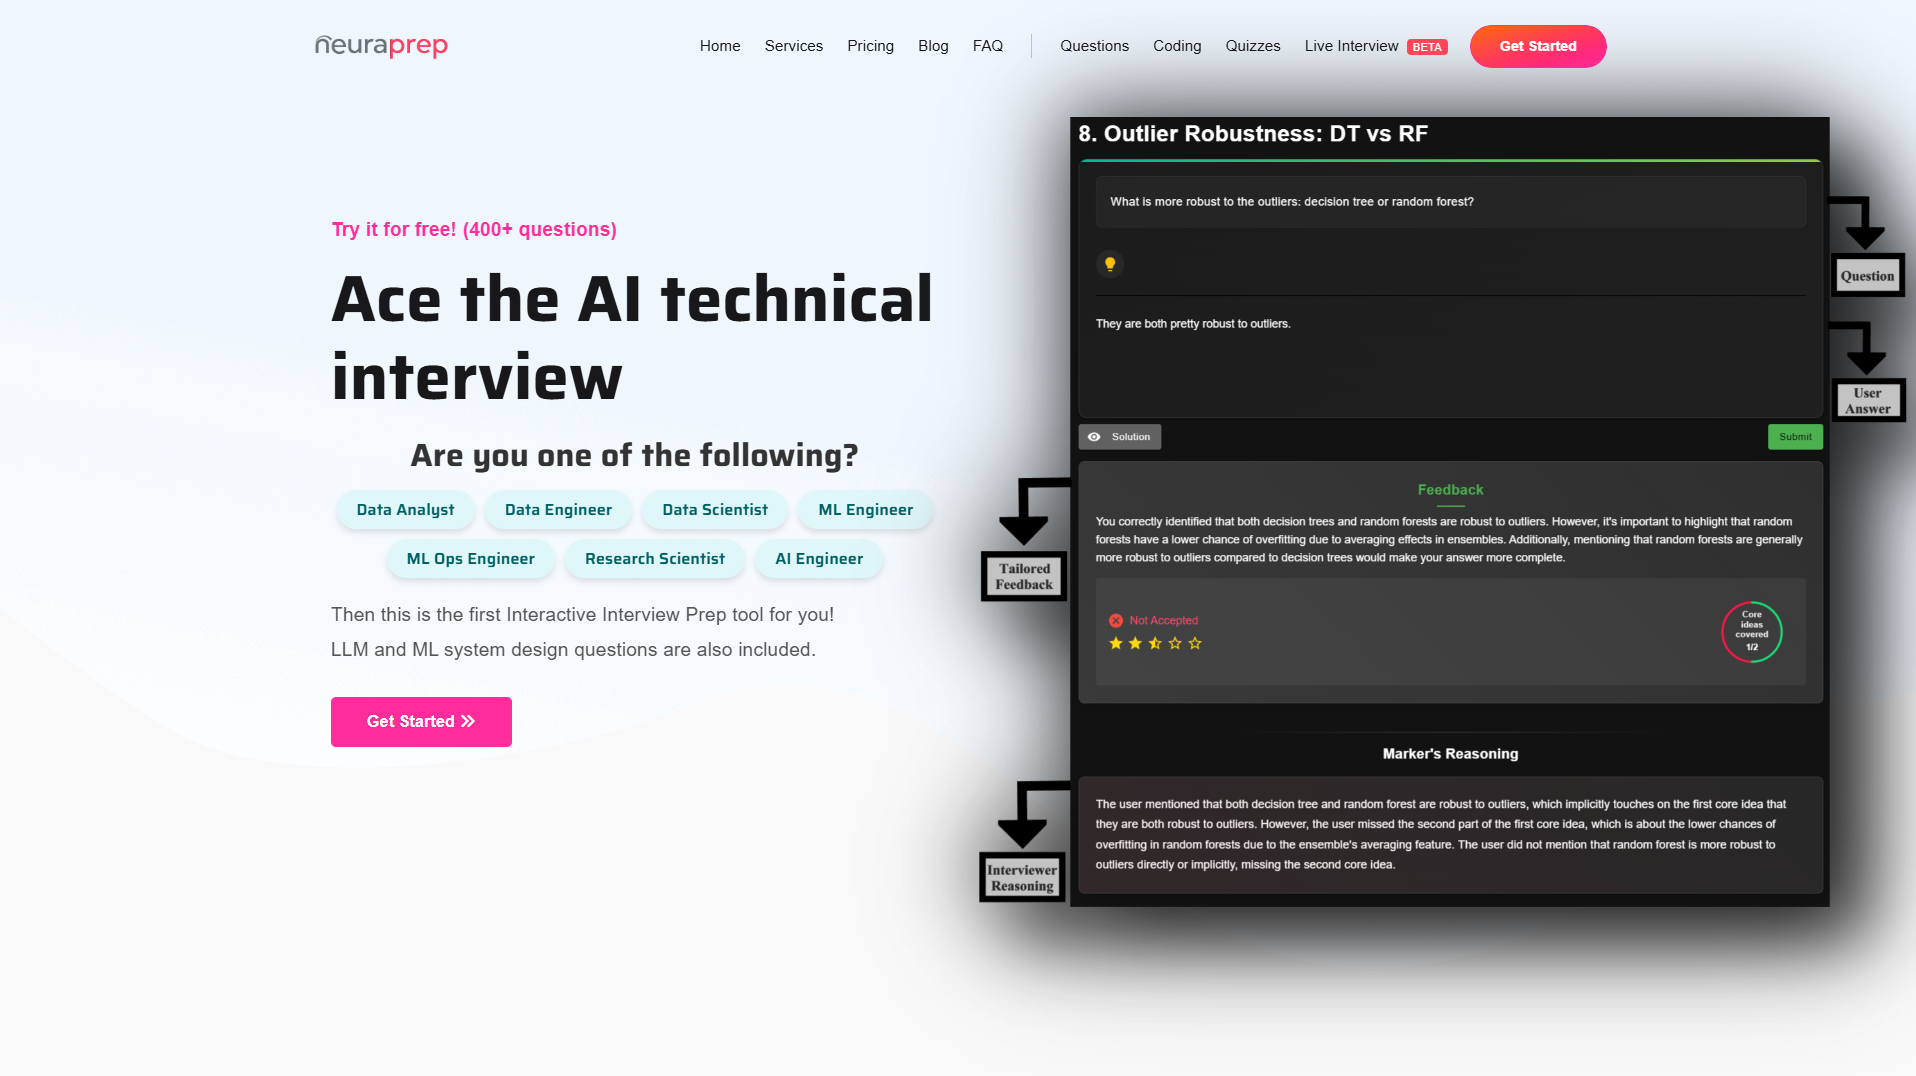 neuraprep
Home Services Pricing Blog FAQ Questions Coding Quizzes Live Interview BETA Get Started
Try it for free! (400+ questions)
Ace the AI technical
interview
Are you one of the following?
Data Analyst Data Engineer Data Scientist ML Engineer
ML Ops Engineer Research Scientist AI Engineer
Then this is the first Interactive Interview Prep tool for you!
LLM and ML system design questions are also included.
Get Started
8. Outlier Robustness: DT vs RF
What is more robust to the outliers: decision tree or random forest?
Question
They are both pretty robust to outliers.
User
Answer
Solution Submit
Feedback
You correctly identified that both decision trees and random forests are robust to outliers. However, it's important to highlight that random
forests have a lower chance of overfitting due to averaging effects in ensembles. Additionally, mentioning that random forests are generally
more robust to outliers compared to decision trees would make your answer more complete.
Tailored
Feedback
Not Accepted
Core
ideas
covered
1/2
Marker's Reasoning
The user mentioned that both decision tree and random forest are robust to outliers, which implicitly touches on the first core idea that
they are both robust to outliers. However, the user missed the second part of the first core idea, which is about the lower chances of
overfitting in random forests due to the ensemble's averaging feature. The user did not mention that random forest is more robust to
outliers directly or implicitly, missing the second core idea.
Interviewer
Reasoning